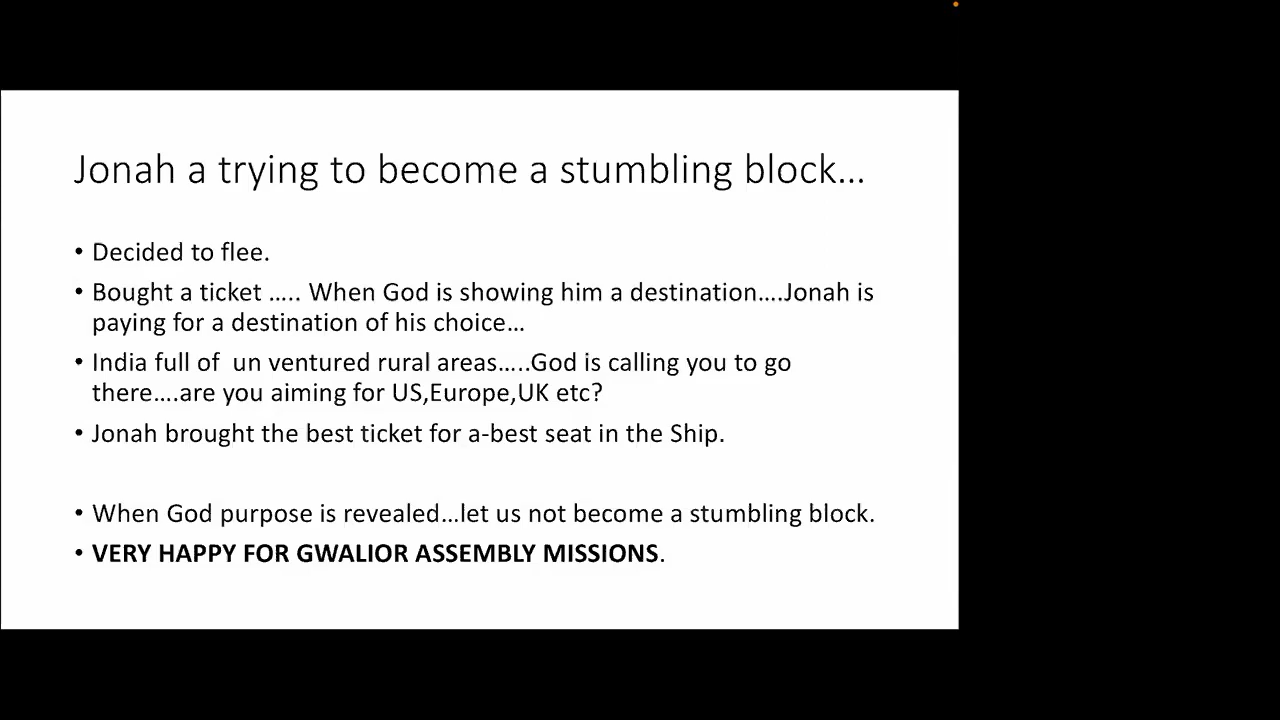 Jonah a trying to become a stumbling block...
• Decided to flee.
• Bought a ticket ..... When God is showing him a destination....Jonah is
paying for a destination of his choice...
• India full of  un ventured rural areas.....God is calling you to go
there....are you aiming for US,Europe,UK etc?
• Jonah brought the best ticket for a-best seat in the Ship.
• When God purpose is revealed...let us not become a stumbling block.
• VERY HAPPY FOR GWALIOR ASSEMBLY MISSIONS.